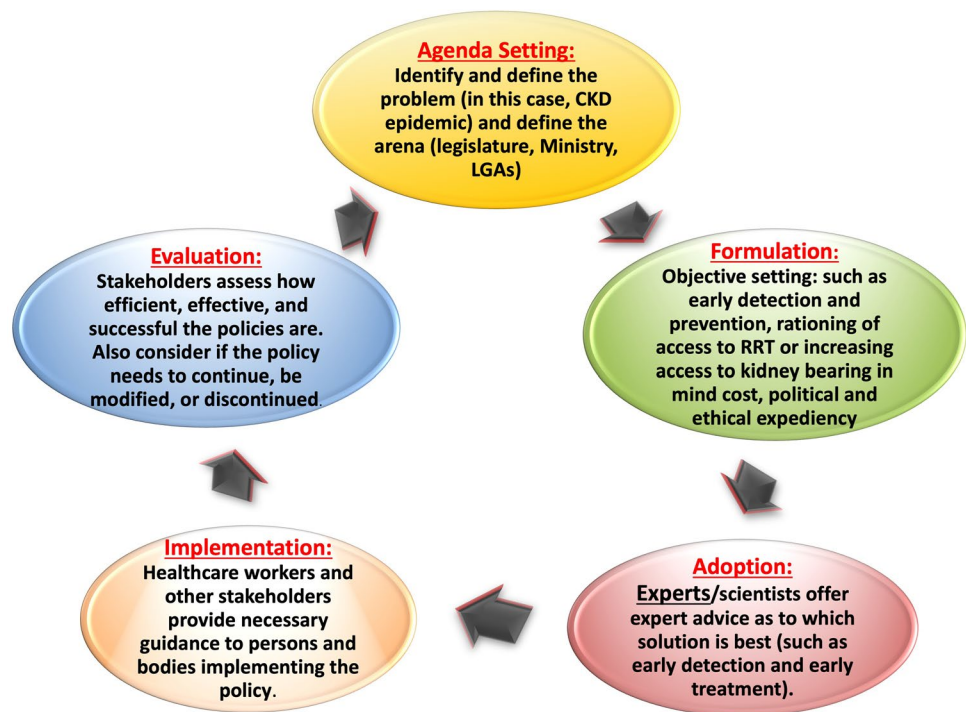 Agenda Setting:
Identify and define the
problem (in this case, CKD
epidemic) and define the
arena (legislature, Ministry,
LGAs)
Formulation:
Objective setting: such as
early detection and
prevention, rationing of
access to RRT or increasing
access to kidney bearing in
mind cost, political and
ethical expediency
Adoption:
Experts/scientists offer
expert advice as to which
solution is best (such as
early detection and early
treatment).
Implementation:
Healthcare workers and
other stakeholders
provide necessary
guidance to persons and
bodies implementing the
policy.
Evaluation:
Stakeholders assess how
efficient, effective, and
successful the policies are.
Also consider if the policy
needs to continue, be
modified, or discontinued.